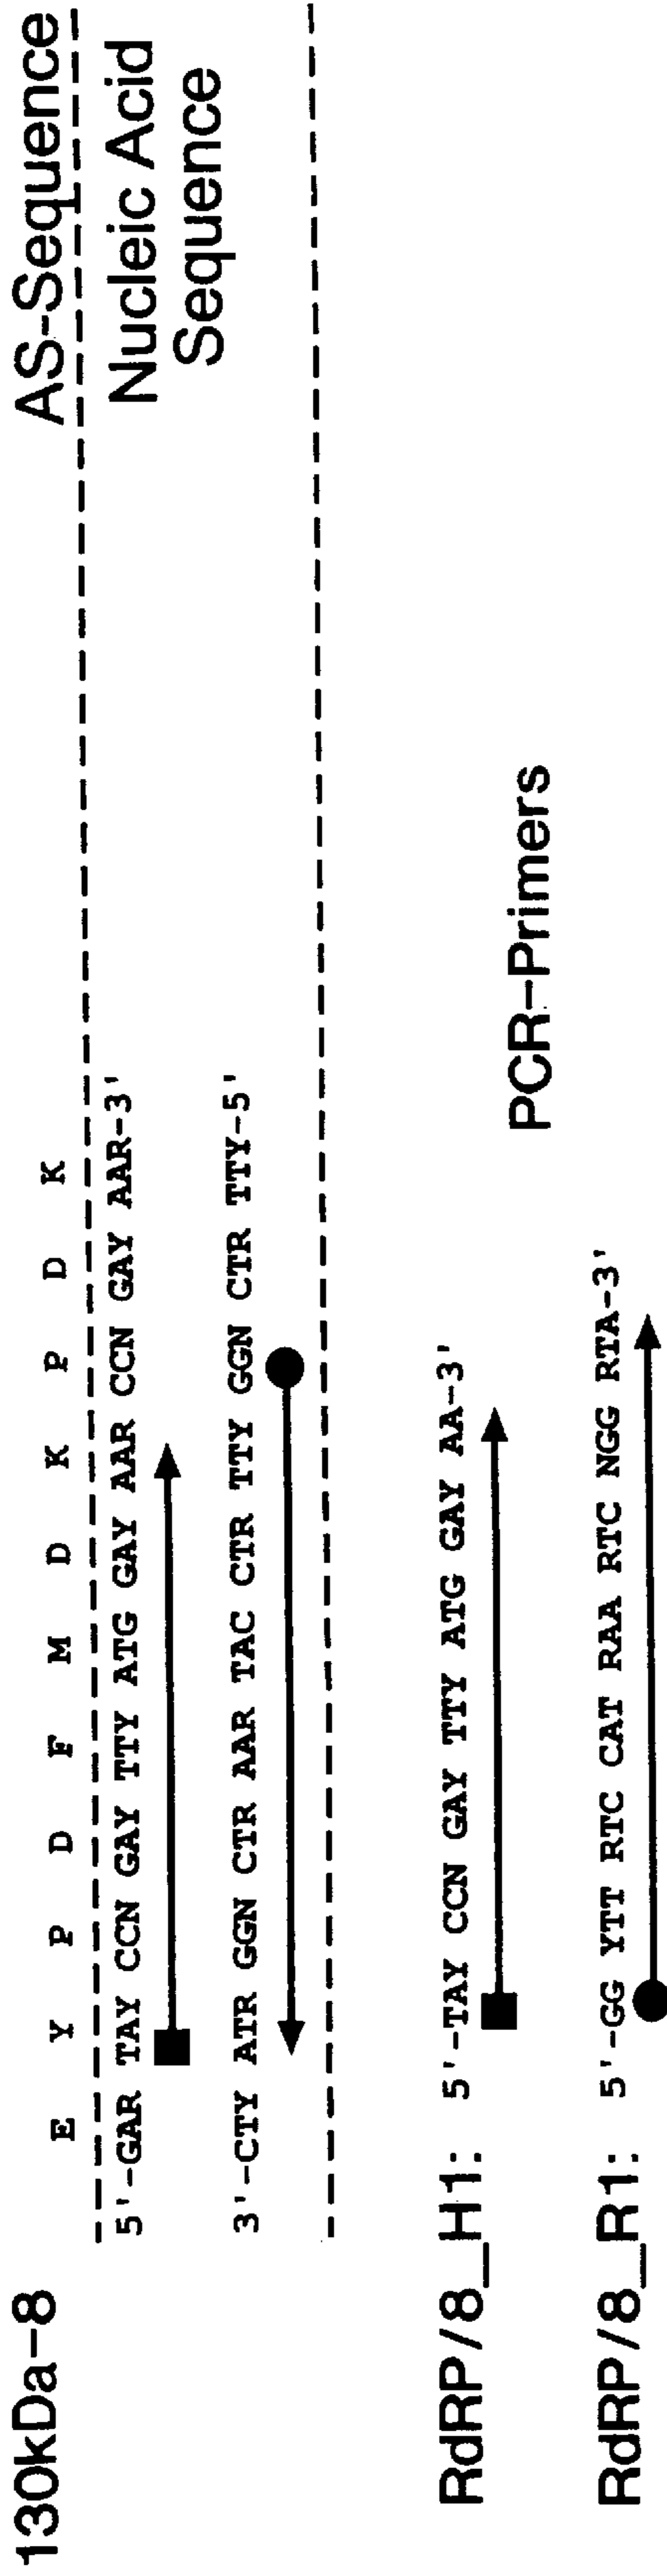 130kDa-8
E Y P D F M D K P D K AS-Sequence
5'-GAR TAY CCN GAY TTY ATG GAY AAR CCN GAY AAR-3' Nucleic Acid
Sequence
3'-CTY ATR GGN CTR AAR TAC CTR TTY GGN CTR TTY-5'
RdRP/8_H1: 5'-TAY CCN GAY TTY ATG GAY AA-3'
PCR-Primers
RdRP/8_R1: 5'-GG YTT RTC CAT RAA RTC NGG RTA-3'